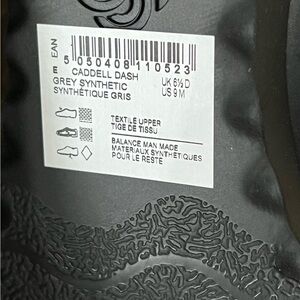 EAN
5 050408 110523
E CADDELL DASH
GREY SYNTHETIC UK 6½ D
SYNTHÉTIQUE GRIS US 9 M
TEXTILE UPPER
TIGE DE TISSU
BALANCE MAN MADE
MATERIAUX SYNTHÉTIQUES
POUR LE RESTE